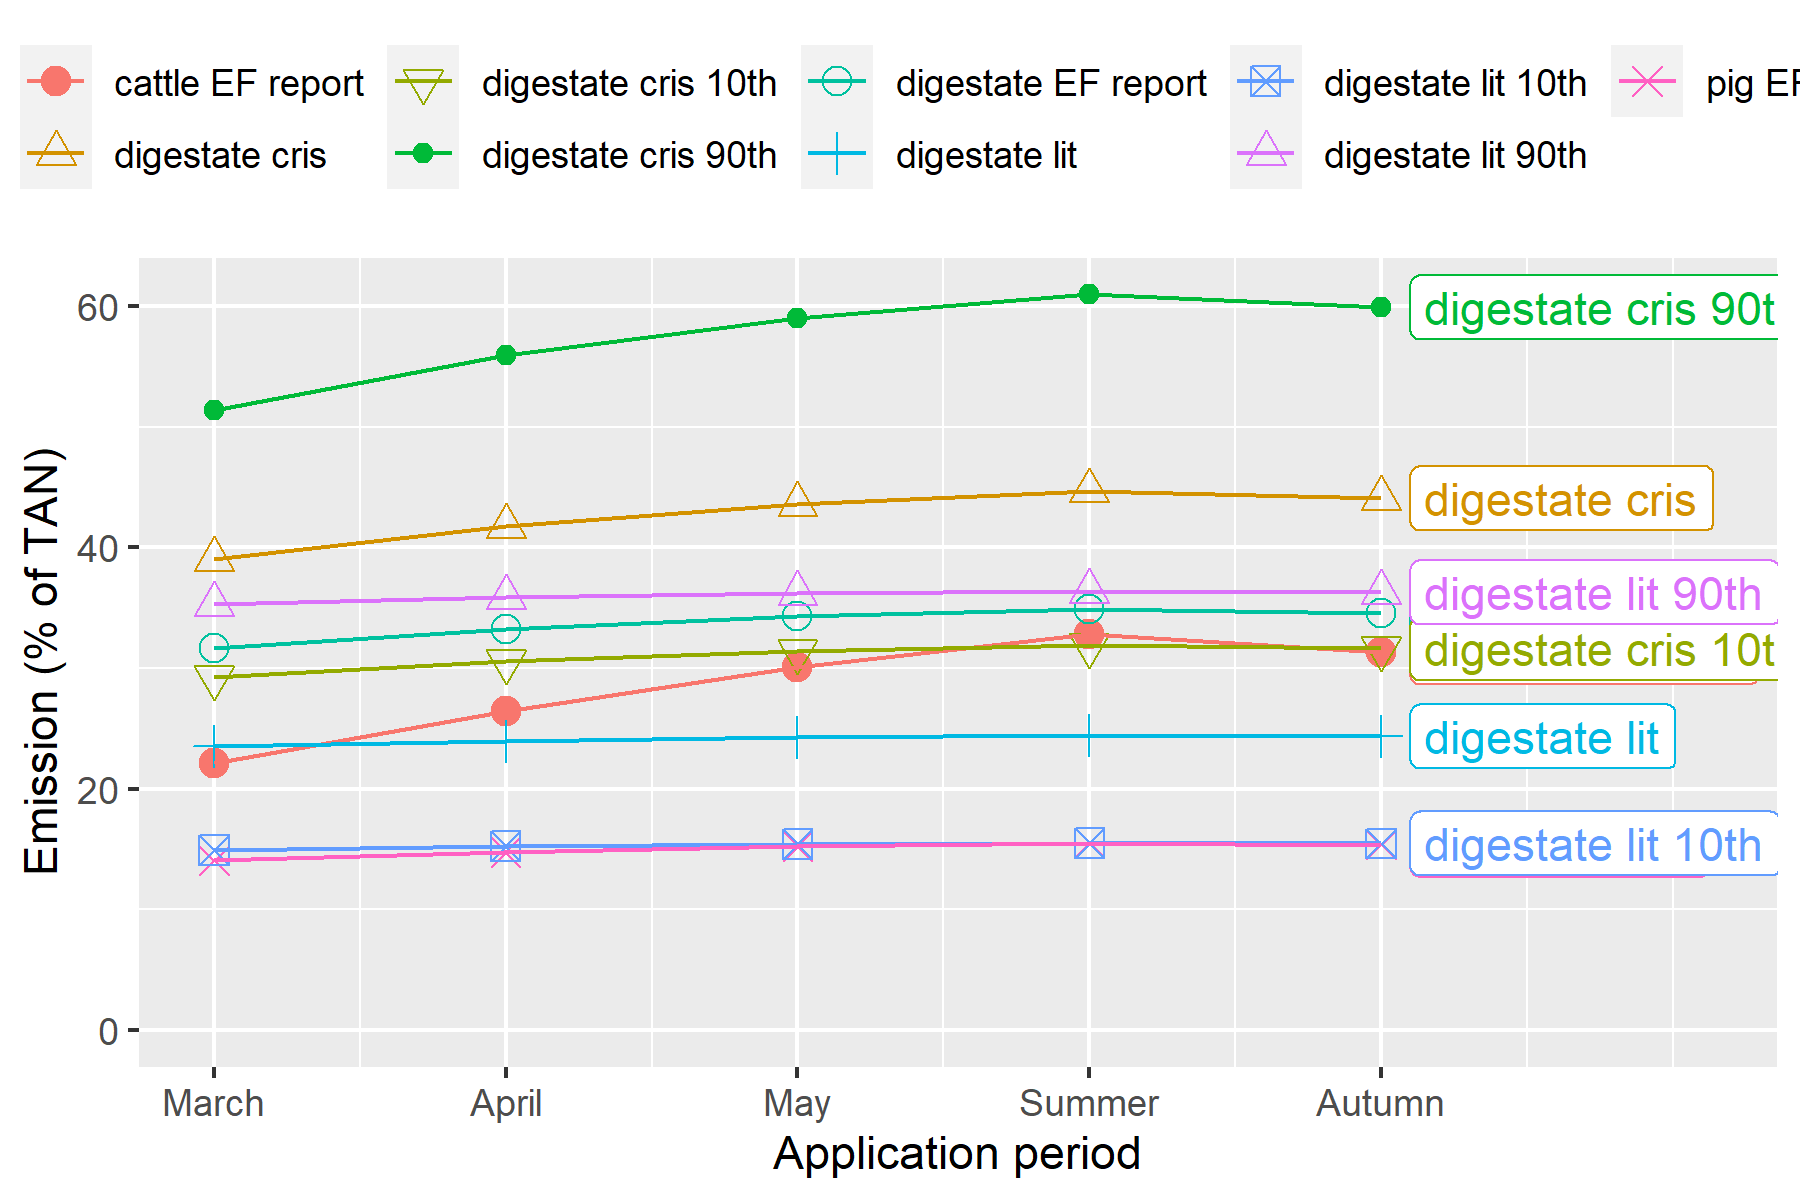 cattle EF report
digestate cris 10th
digestate EF report
digestate lit 10th
pig EF
digestate cris
digestate cris 90th
digestate lit
digestate lit 90th
Emission (% of TAN)
60
40
20
0
digestate cris 90t
digestate cris
digestate lit 90th
digestate cris 10t
digestate lit
digestate lit 10th
March
April
May
Summer
Autumn
Application period